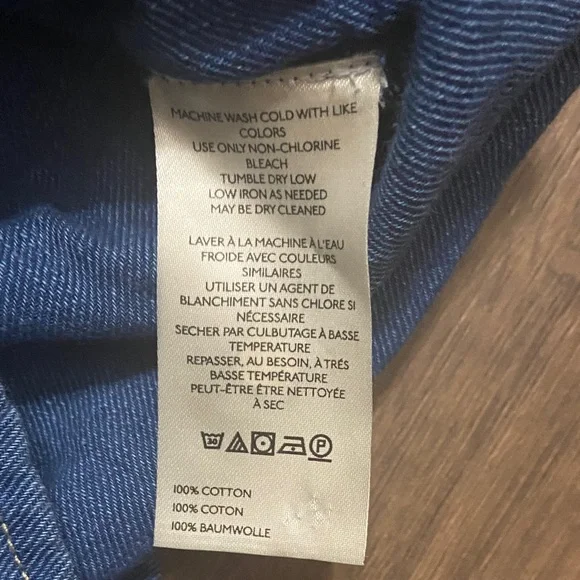 MACHINE WASH COLD WITH LIKE
COLORS
USE ONLY NON-CHLORINE
BLEACH
TUMBLE DRY LOW
LOW IRON AS NEEDED
MAY BE DRY CLEANED
LAVER À LA MACHINE À L'EAU
FROIDE AVEC COULEURS
SIMILAIRES
UTILISER UN AGENT DE
BLANCHIMENT SANS CHLORE SI
NÉCESSAIRE
SECHER PAR CULBUTAGE À BASSE
TEMPERATURE
REPASSER, AU BESOIN, À TRÉS
BASSE TEMPÉRATURE
PEUT-ÊTRE ÊTRE NETTOYÉE
À SEC
30 P
100% COTTON
100% COTON
100% BAUMWOLLE